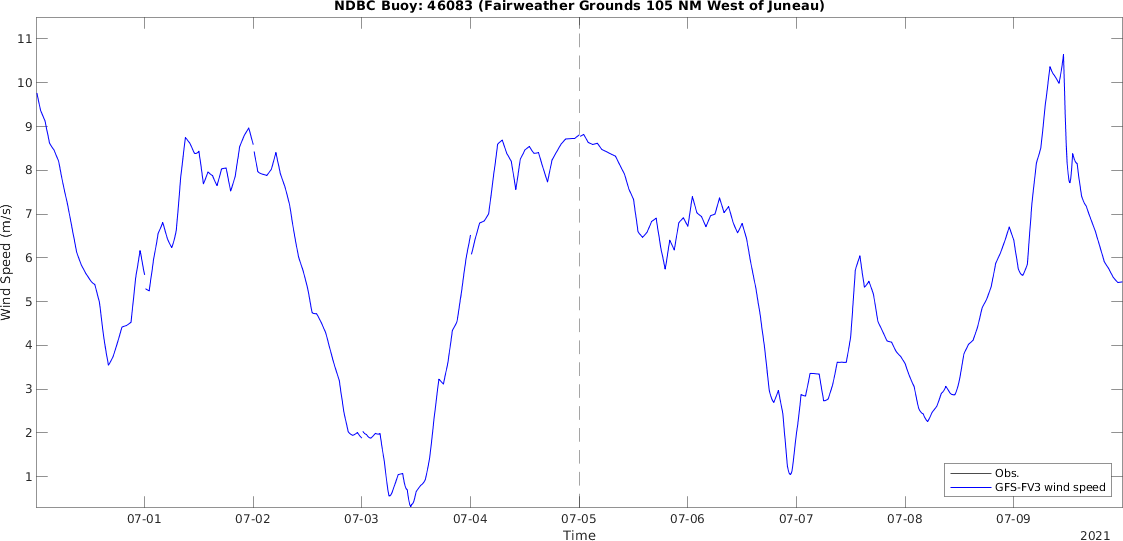 NDBC Buoy: 46083 (Fairweather Grounds 105 NM West of Juneau)
11
10
9
8
7
6
5
4
3
2
1
Wind Speed (m/s)
Obs.
GFS-FV3 wind speed
07-01 07-02 07-03 07-04 07-05 07-06 07-07 07-08 07-09
Time
2021